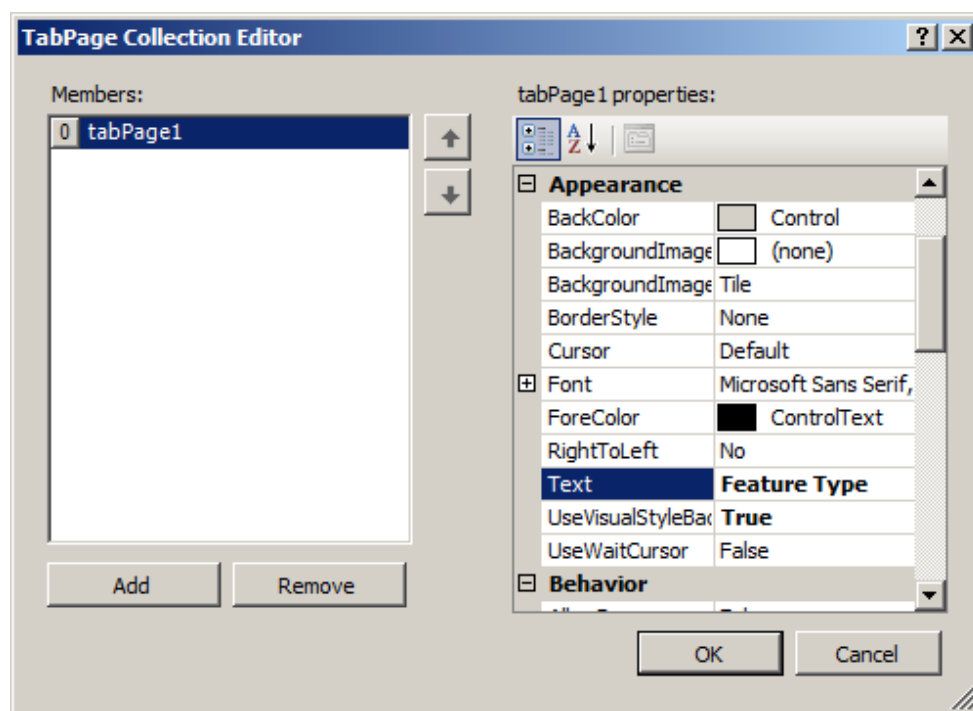 TabPage Collection Editor
Members:
0 tabPage1
Add Remove
tabPage1 properties:
A
Z
Appearance
BackColor Control
BackgroundImage (none)
BackgroundImage Tile
BorderStyle None
Cursor Default
Font Microsoft Sans Serif,
ForeColor ControlText
RightToLeft No
Text Feature Type
UseVisualStyleBac True
UseWaitCursor False
Behavior
OK Cancel